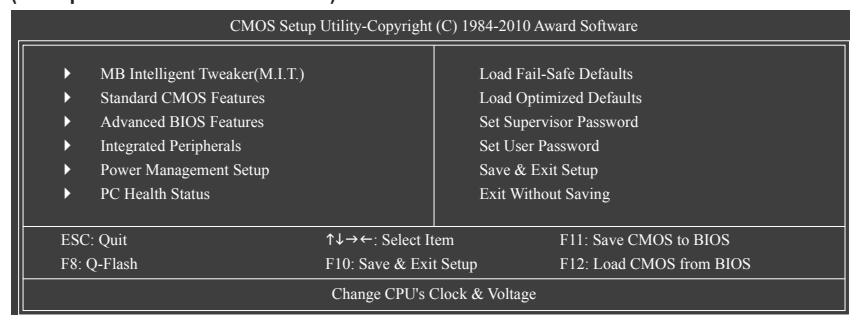 CMOS Setup Utility-Copyright (C) 1984-2010 Award Software
MB Intelligent Tweaker(M.I.T.)
Standard CMOS Features
Advanced BIOS Features
Integrated Peripherals
Power Management Setup
PC Health Status
Load Fail-Safe Defaults
Load Optimized Defaults
Set Supervisor Password
Set User Password
Save & Exit Setup
Exit Without Saving
ESC: Quit
↑↓→←: Select Item
F11: Save CMOS to BIOS
F8: Q-Flash
F10: Save & Exit Setup
F12: Load CMOS from BIOS
Change CPU's Clock & Voltage